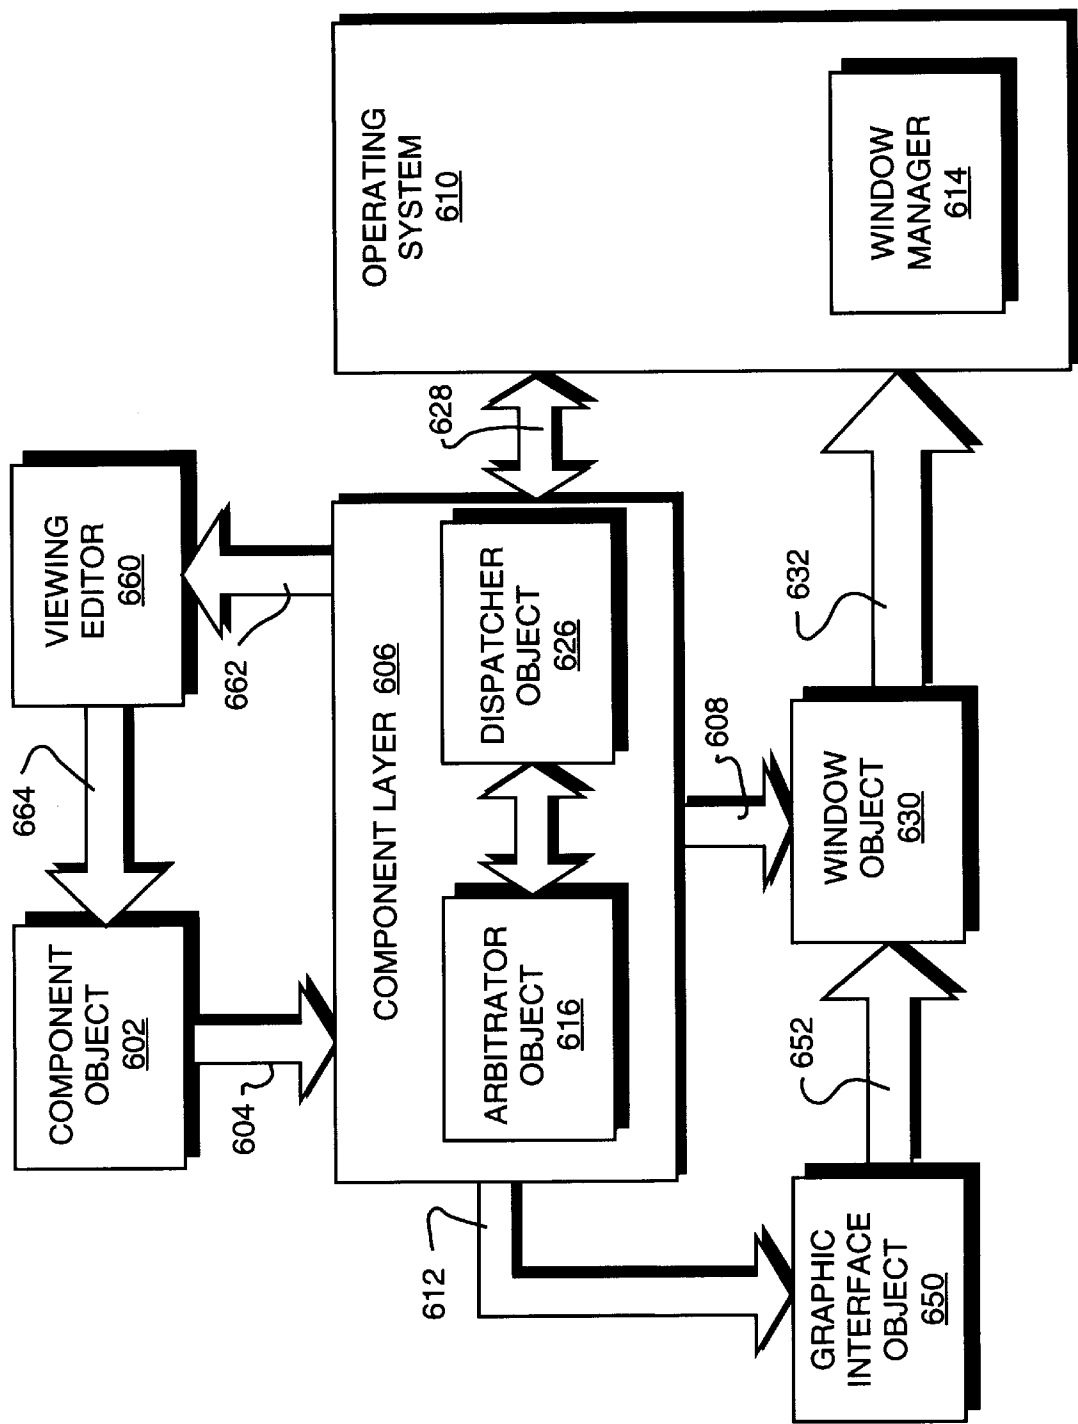 COMPONENT
OBJECT
602
664
VIEWING
EDITOR
660
604
662
COMPONENT LAYER 606
ARBITRATOR
OBJECT
616
DISPATCHER
OBJECT
626
628
OPERATING
SYSTEM
610
612
608
GRAPHIC
INTERFACE
OBJECT
650
652
WINDOW
OBJECT
630
632
WINDOW
MANAGER
614